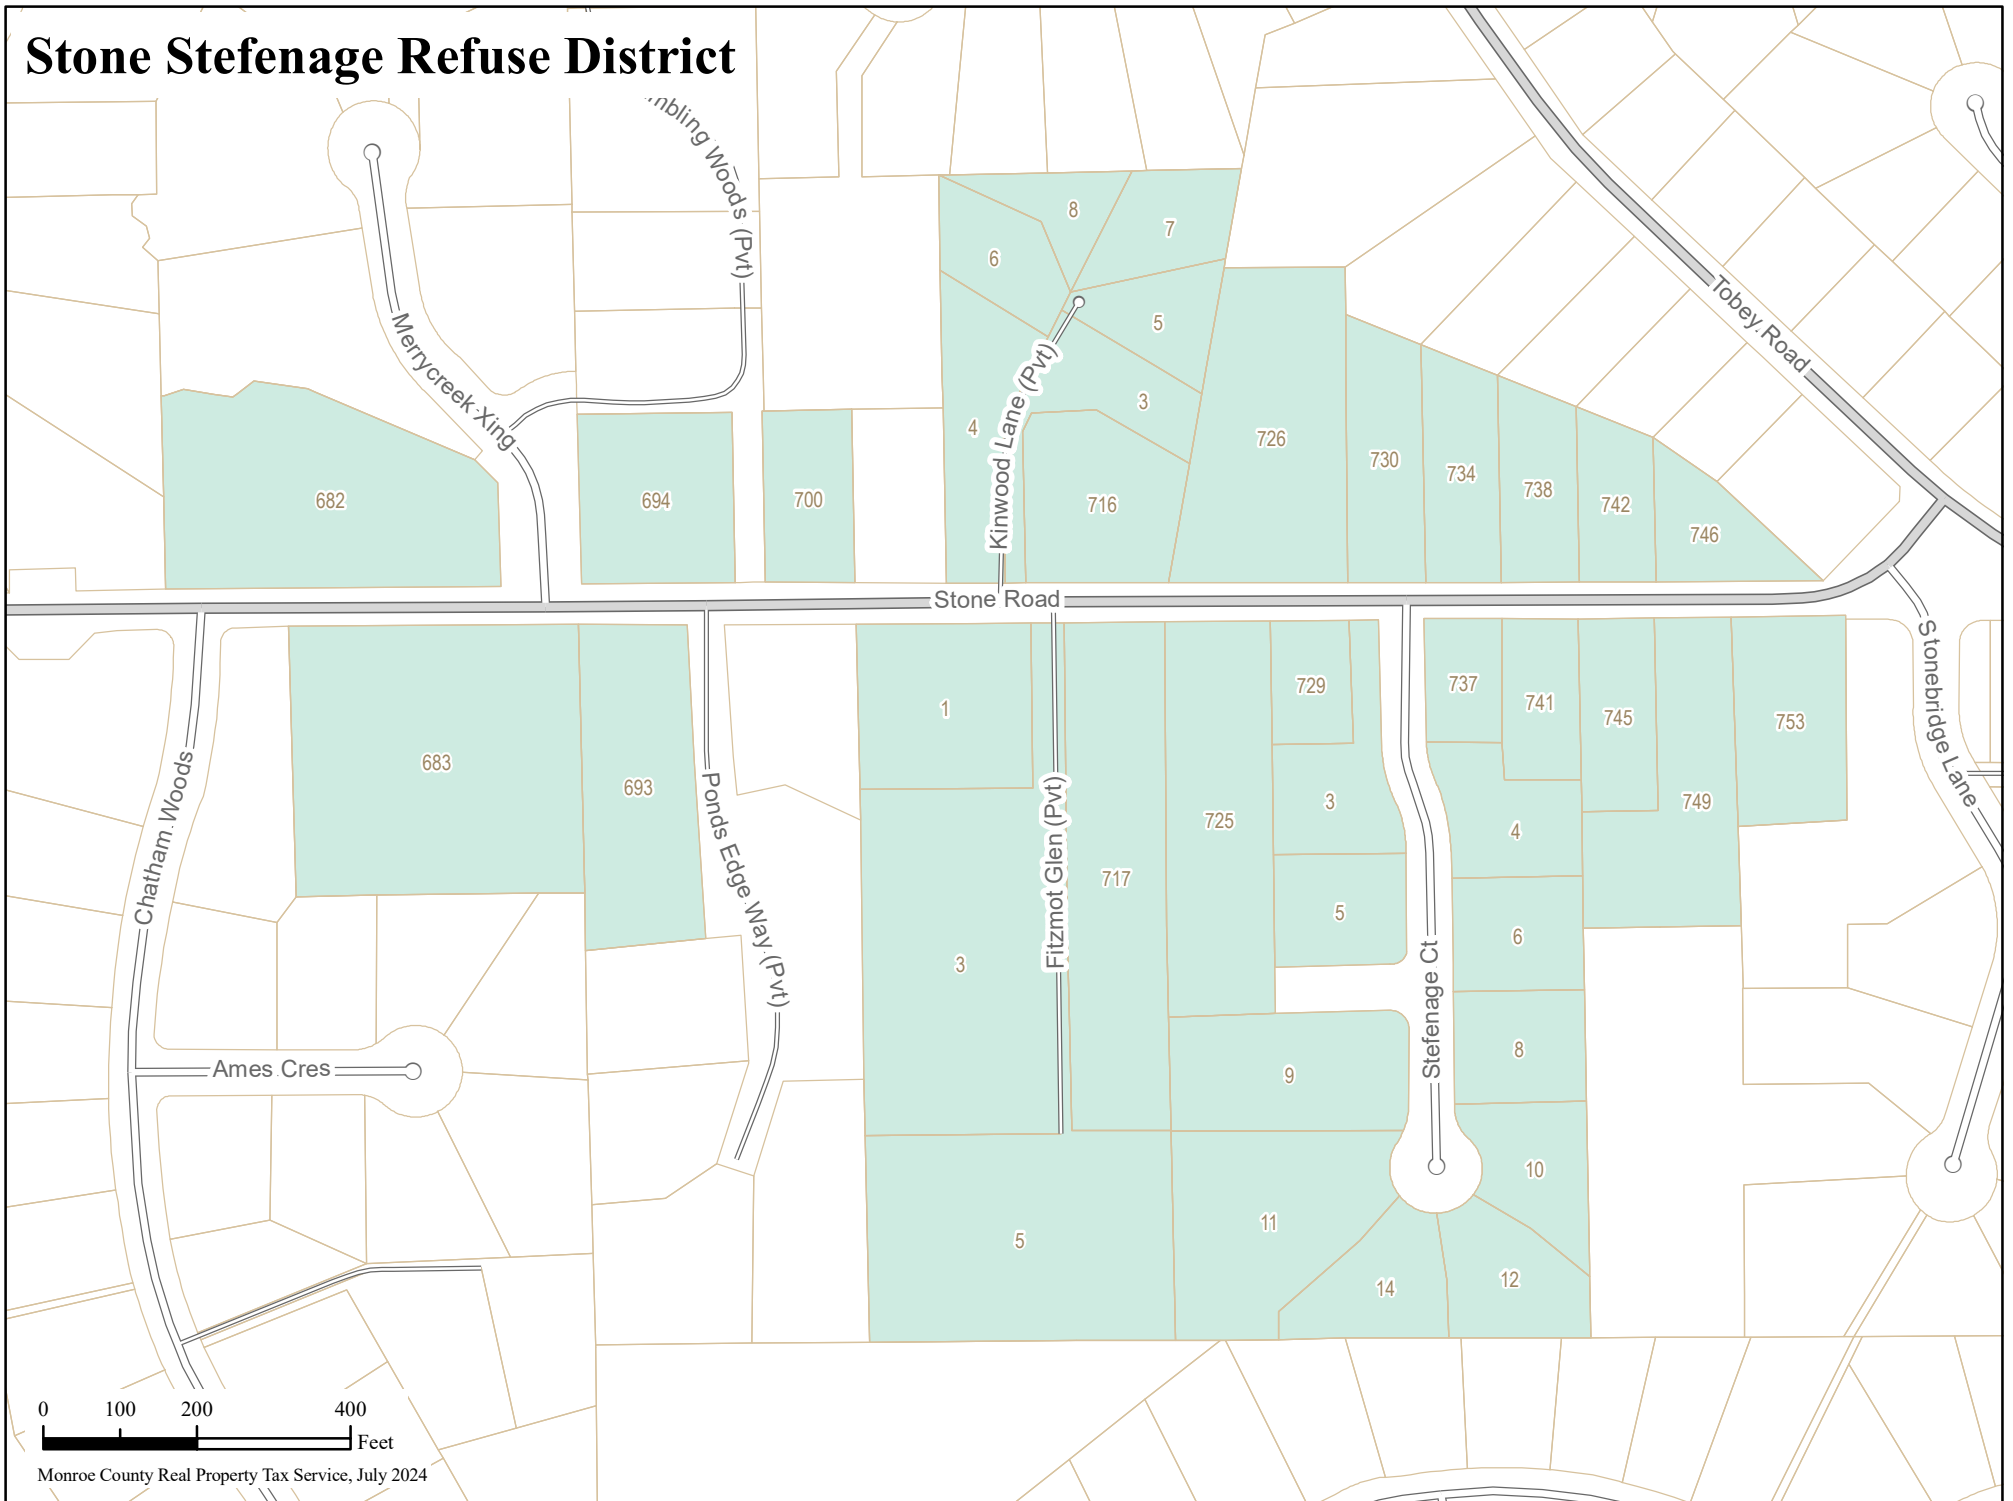 Stone Stefenage Refuse District
mbling Woods (Pvt)
Merrycreek Xing
Tobey Road
8
7
6
5
3
4
Kinwood Lane (Pvt)
716
726
730
734
738
742
746
682
694
700
Stone Road
683
693
1
3
5
717
725
729
3
5
9
11
14
12
10
8
6
4
737
741
745
749
753
Chatham Woods
Ponds Edge Way (Pvt)
Fitzmot Glen (Pvt)
Stefenage Ct
Stonebridge Lane
Ames Cres
0 100 200 400
Feet
Monroe County Real Property Tax Service, July 2024